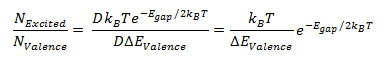 N_Excited / N_Valence = D k_B T e^{-E_gap/2k_B T} / D ΔE_Valence = k_B T / ΔE_Valence e^{-E_gap/2k_B T}